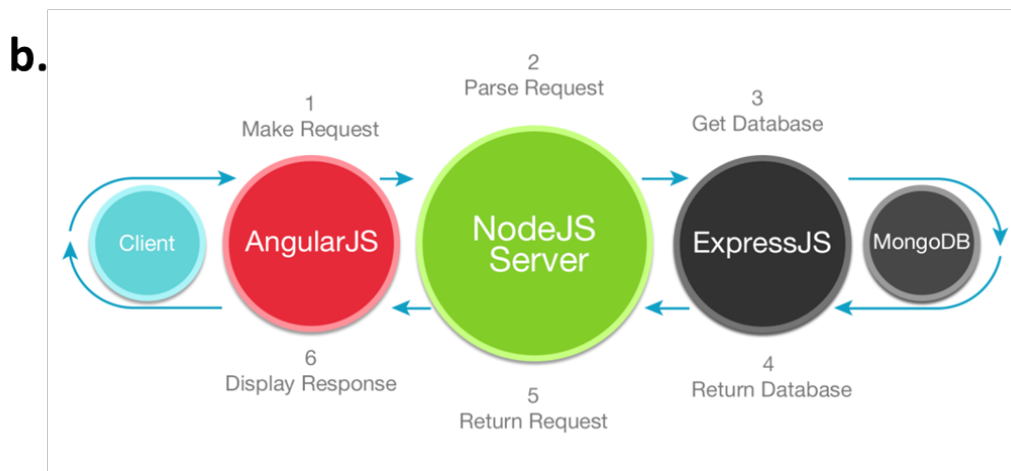 b.
1
Make Request
2
Parse Request
3
Get Database
Client
AngularJS
NodeJS
Server
ExpressJS
MongoDB
6
Display Response
5
Return Request
4
Return Database